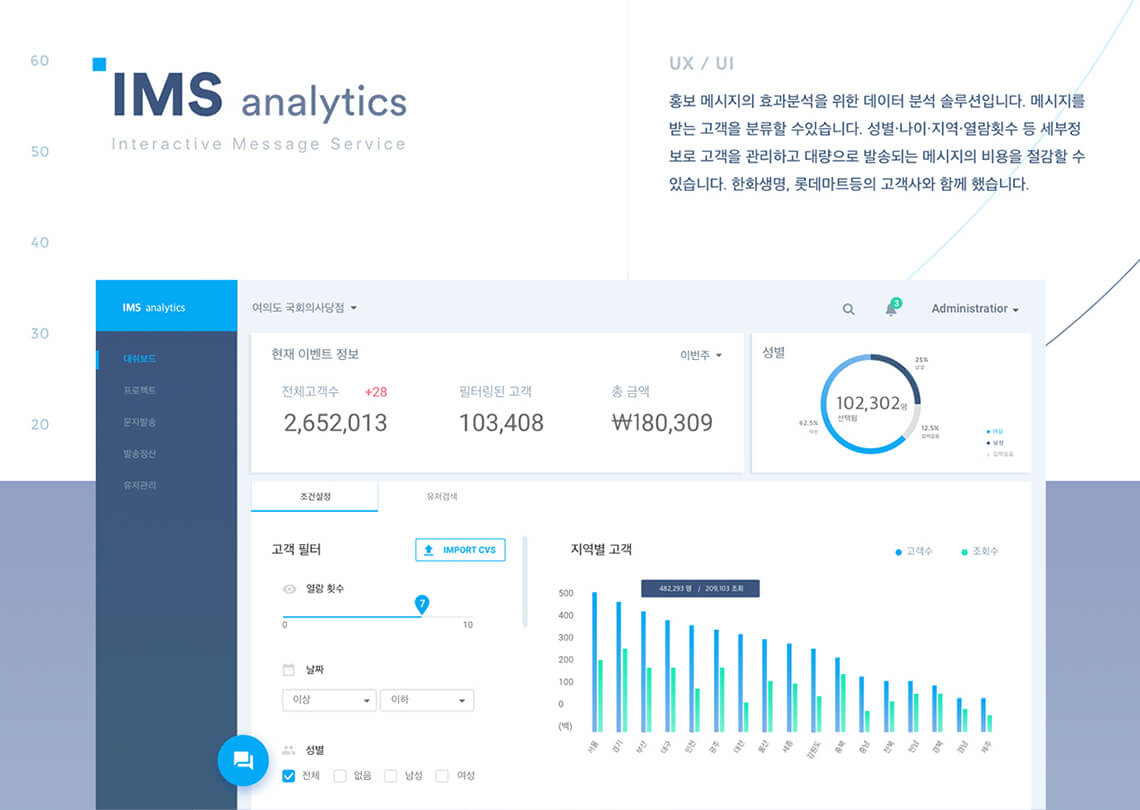 60
50
40
30
20
IMS analytics
Interactive Message Service
UX / UI
홍보 메시지의 효과분석을 위한 데이터 분석 솔루션입니다. 메시지를
받는 고객을 분류할 수있습니다. 성별·나이·지역·열람횟수 등 세부정
보로 고객을 관리하고 대량으로 발송되는 메시지의 비용을 절감할 수
있습니다. 한화생명, 롯데마트등의 고객사와 함께 했습니다.
IMS analytics
대쉬보드
프로젝트
문자발송
발송정산
유저관리
여의도 국회의사당점
3
Administratior
현재 이벤트 정보
이번주
전체고객수 +28
2,652,013
필터링된 고객
103,408
총 금액
₩180,309
성별
102,302명
선택됨
25%
남성
62.5%
여성
12.5%
입력없음
여성
남성
입력없음
조건설정
유저검색
고객 필터
IMPORT CVS
열람 횟수
7
0 10
날짜
이상
이하
성별
전체 없음 남성 여성
지역별 고객
고객수 조회수
482,293 명 / 209,103 조회
500
400
300
200
100
0
(백)
서울 경기 부산 대구 인천 광주 대전 울산 세종 강원도 충북 충남 전북 전남 경북 경남 제주